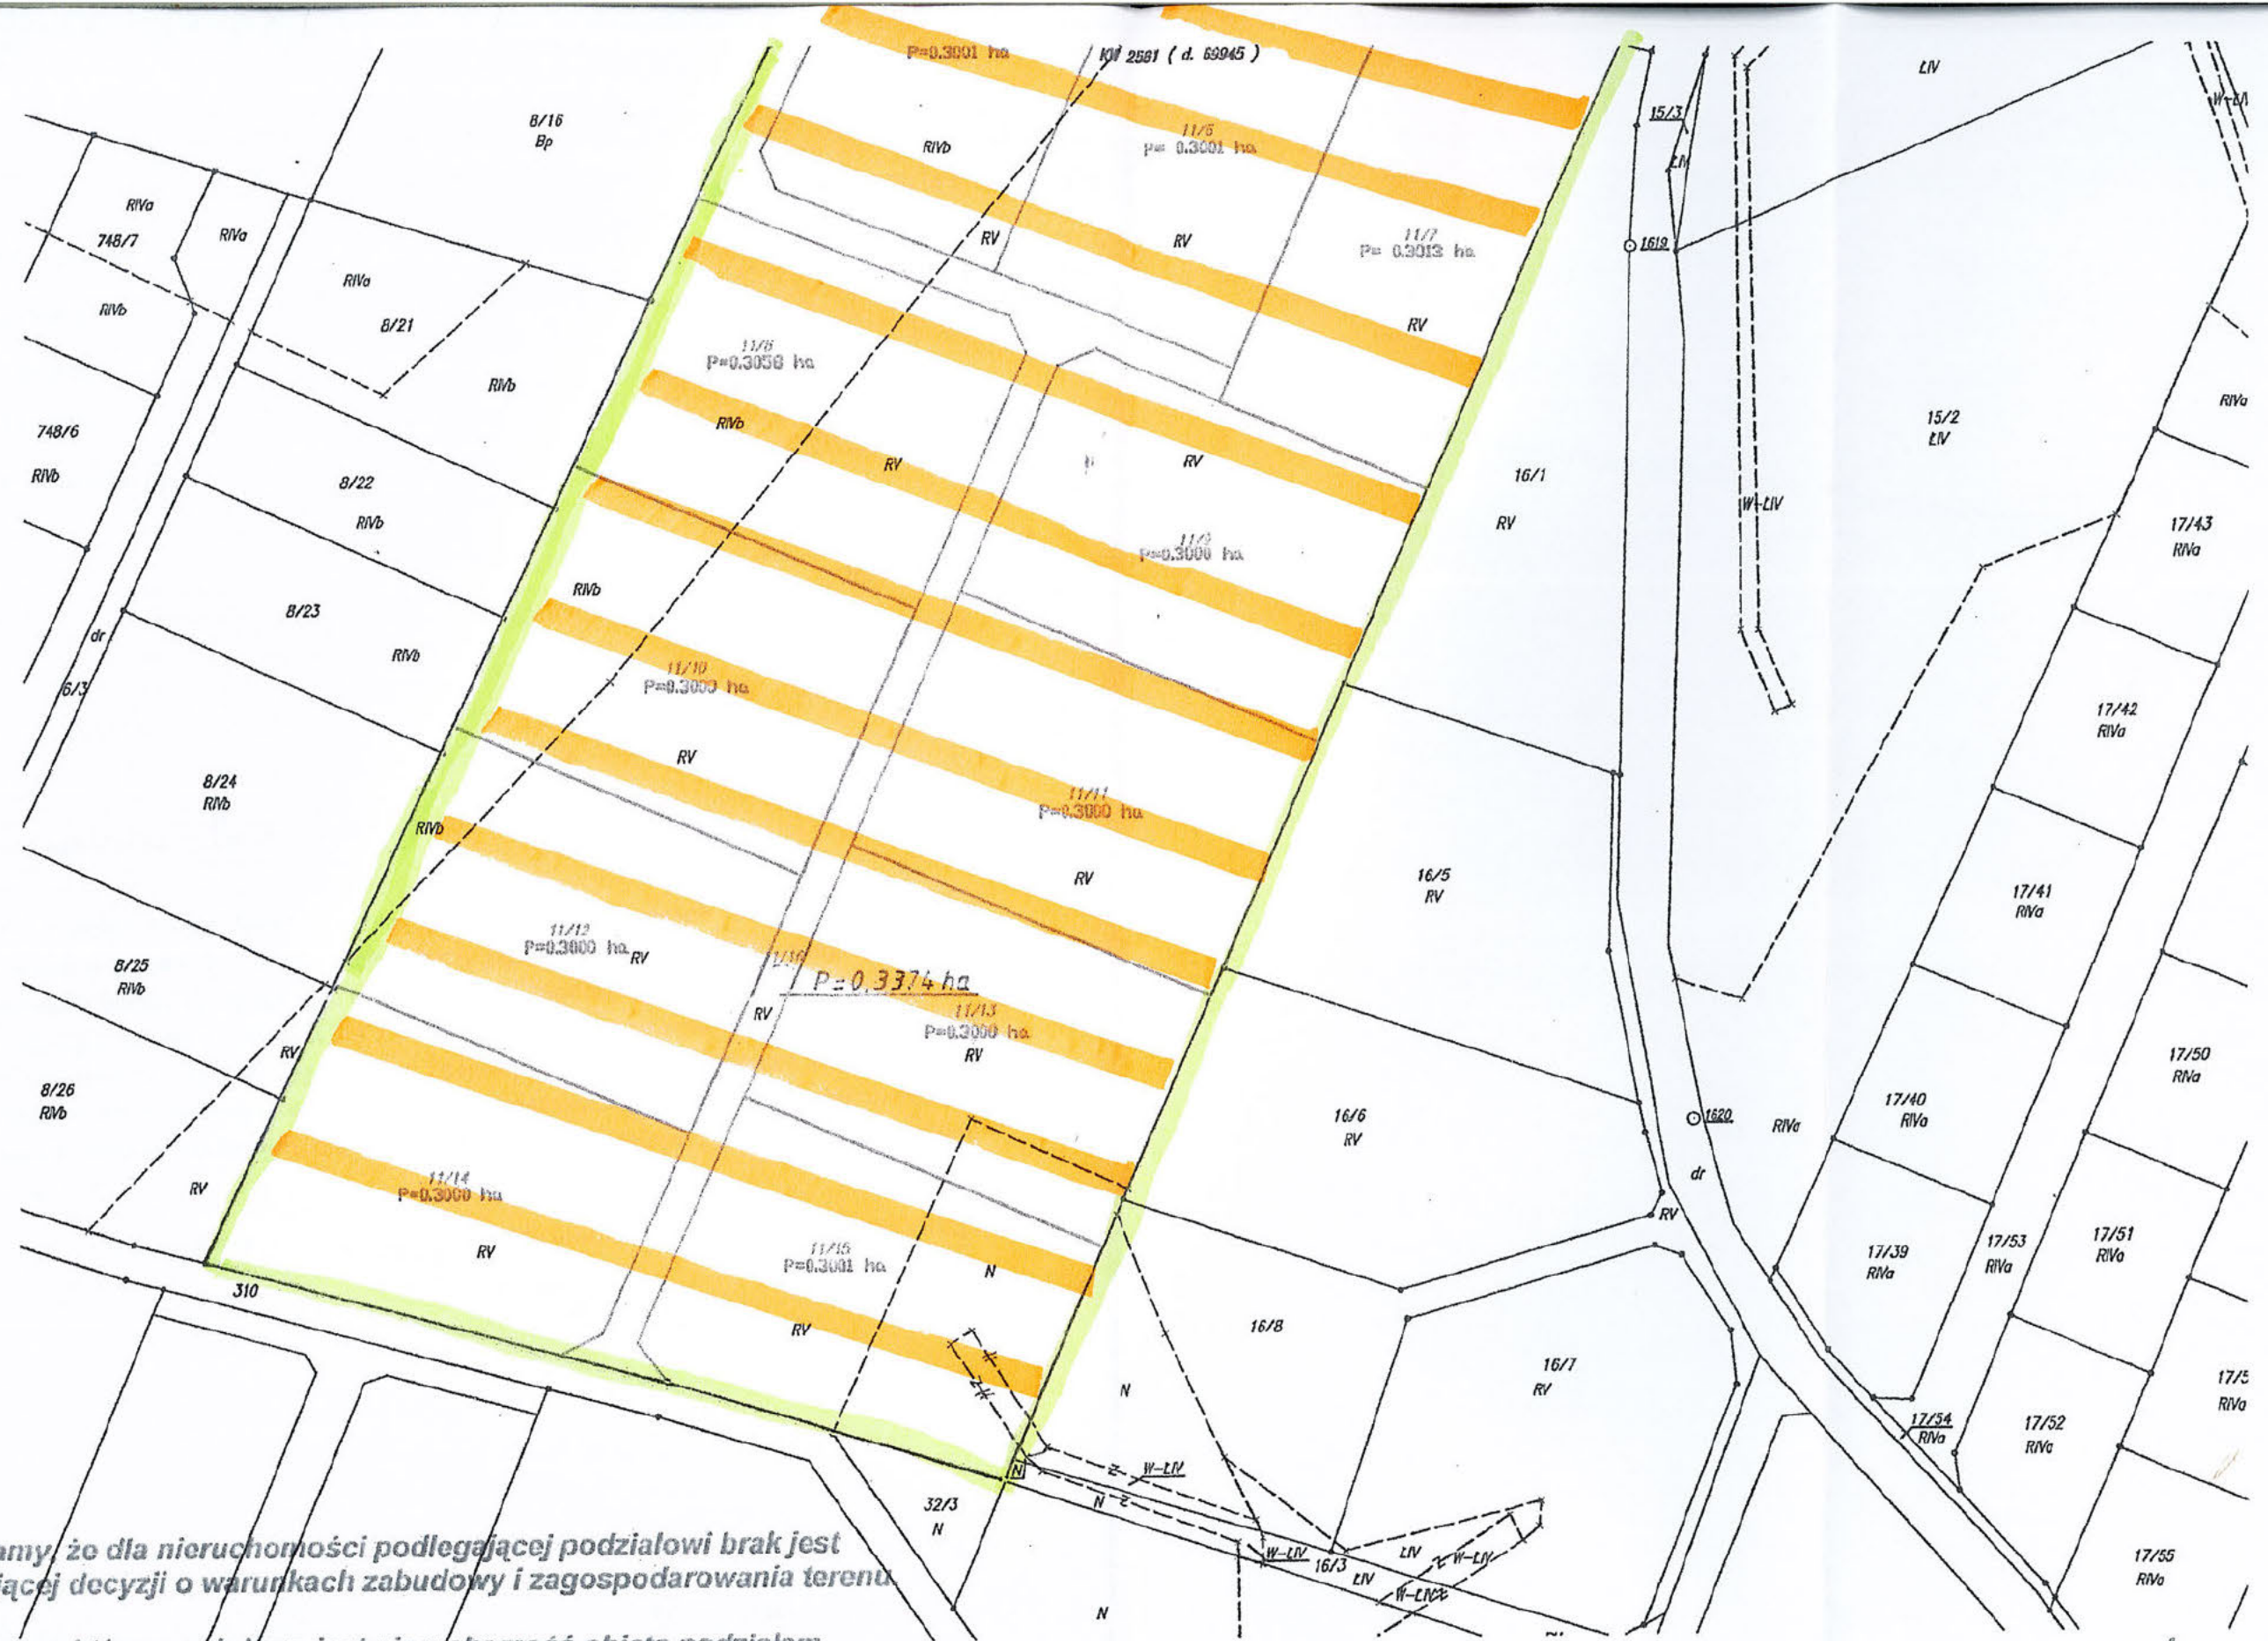 P=0.3001 ha
KW 2581 ( d. 69945 )
ŁIV
8/16
Bp
RIVb
11/6
P= 0.3001 ha
15/3
ŁIV
RIVa
748/7
RIVa
RV
RV
11/7
P= 0.3013 ha
1619
RIVa
RIVb
8/21
RV
11/8
P=0.3058 ha
RIVb
RIVb
RV
RV
15/2
ŁIV
RIVa
748/6
RIVb
8/22
RIVb
16/1
RV
W-ŁIV
17/43
RIVa
11/9
P=0.3000 ha
RIVb
8/23
RIVb
dr
6/3
11/10
P=0.3000 ha
17/42
RIVa
RV
8/24
RIVb
RIVb
11/11
P=0.3000 ha
RV
16/5
RV
17/41
RIVa
11/12
P=0.3000 ha
RV
8/25
RIVb
P=0.3374 ha
RV
11/13
P=0.3000 ha
RV
17/50
RIVa
RV
8/26
RIVb
16/6
RV
1620
RIVa
17/40
RIVa
dr
RV
11/14
P=0.3000 ha
RV
11/15
P=0.3001 ha
N
RV
17/39
RIVa
17/53
RIVa
17/51
RIVa
310
RV
16/8
16/7
RV
N
17/54
RIVa
17/52
RIVa
RIVa
N
W-ŁIV
N
32/3
N
W-ŁIV
16/3
ŁIV
ŁIV
W-ŁIV
W-ŁIV
17/55
RIVa
N
amy, że dla nieruchomości podlegającej podziałowi brak jest
ącej decyzji o warunkach zabudowy i zagospodarowania terenu.